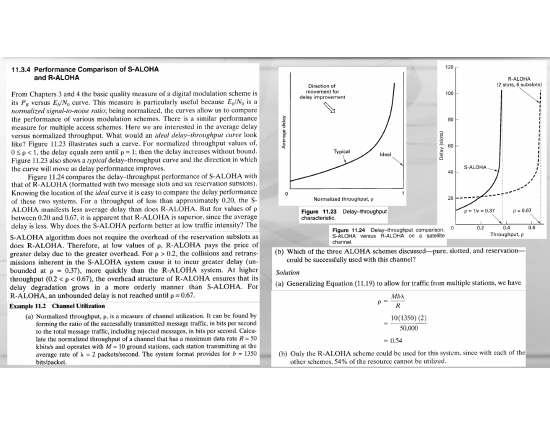 11.3.4 Performance Comparison of S-ALOHA
and R-ALOHA
From Chapters 3 and 4 the basic quality measure of a digital modulation scheme is
its P_B versus E_b/N_0 curve. This measure is particularly useful because E_b/N_0 is a
normalized signal-to-noise ratio; being normalized, the curves allow us to compare
the performance of various modulation schemes. There is a similar performance
measure for multiple access schemes. Here we are interested in the average delay
versus normalized throughput. What would an ideal delay–throughput curve look
like? Figure 11.23 illustrates such a curve. For normalized throughput values of,
0 ≤ ρ < 1, the delay equals zero until ρ = 1; then the delay increases without bound.
Figure 11.23 also shows a typical delay–throughput curve and the direction in which
the curve will move as delay performance improves.
Figure 11.24 compares the delay–throughput performance of S-ALOHA with
that of R-ALOHA (formatted with two message slots and six reservation subslots).
Knowing the location of the ideal curve it is easy to compare the delay performance
of these two systems. For a throughput of less than approximately 0.20, the S-
ALOHA manifests less average delay than does R-ALOHA. But for values of ρ
between 0.20 and 0.67, it is apparent that R-ALOHA is superior, since the average
delay is less. Why does the S-ALOHA perform better at low traffic intensity? The
S-ALOHA algorithm does not require the overhead of the reservation subslots as
does R-ALOHA. Therefore, at low values of ρ, R-ALOHA pays the price of
greater delay due to the greater overhead. For ρ > 0.2, the collisions and retrans-
missions inherent in the S-ALOHA system cause it to incur greater delay (un-
bounded at ρ = 0.37), more quickly than the R-ALOHA system. At higher
throughput (0.2 < ρ < 0.67), the overhead structure of R-ALOHA ensures that its
delay degradation grows in a more orderly manner than S-ALOHA. For
R-ALOHA, an unbounded delay is not reached until ρ = 0.67.
Example 11.2 Channel Utilization
(a) Normalized throughput, ρ, is a measure of channel utilization. It can be found by
forming the ratio of the successfully transmitted message traffic, in bits per second
to the total message traffic, including rejected messages, in bits per second. Calcu-
late the normalized throughput of a channel that has a maximum data rate R = 50
kbits/s and operates with M = 10 ground stations, each station transmitting at the
average rate of λ = 2 packets/second. The system format provides for b = 1350
bits/packet.
Average delay
Direction of
movement for
delay improvement
Typical
Ideal
0
1
Normalized throughput, ρ
Figure 11.23 Delay–throughput
characteristic.
Delay (slots)
120
100
80
60
40
20
R-ALOHA
(2 slots, 6 subslots)
S-ALOHA
ρ = 1/e = 0.37
ρ = 0.67
0
0.2
0.4
0.6
Throughput, ρ
Figure 11.24 Delay–throughput comparison:
S-ALOHA versus R-ALOHA on a satellite
channel
(b) Which of the three ALOHA schemes discussed—pure, slotted, and reservation—
could be successfully used with this channel?
Solution
(a) Generalizing Equation (11.19) to allow for traffic from multiple stations, we have
ρ = Mbλ / R
= 10(1350)(2) / 50,000
= 0.54
(b) Only the R-ALOHA scheme could be used for this system, since with each of the
other schemes, 54% of the resource cannot be utilized.